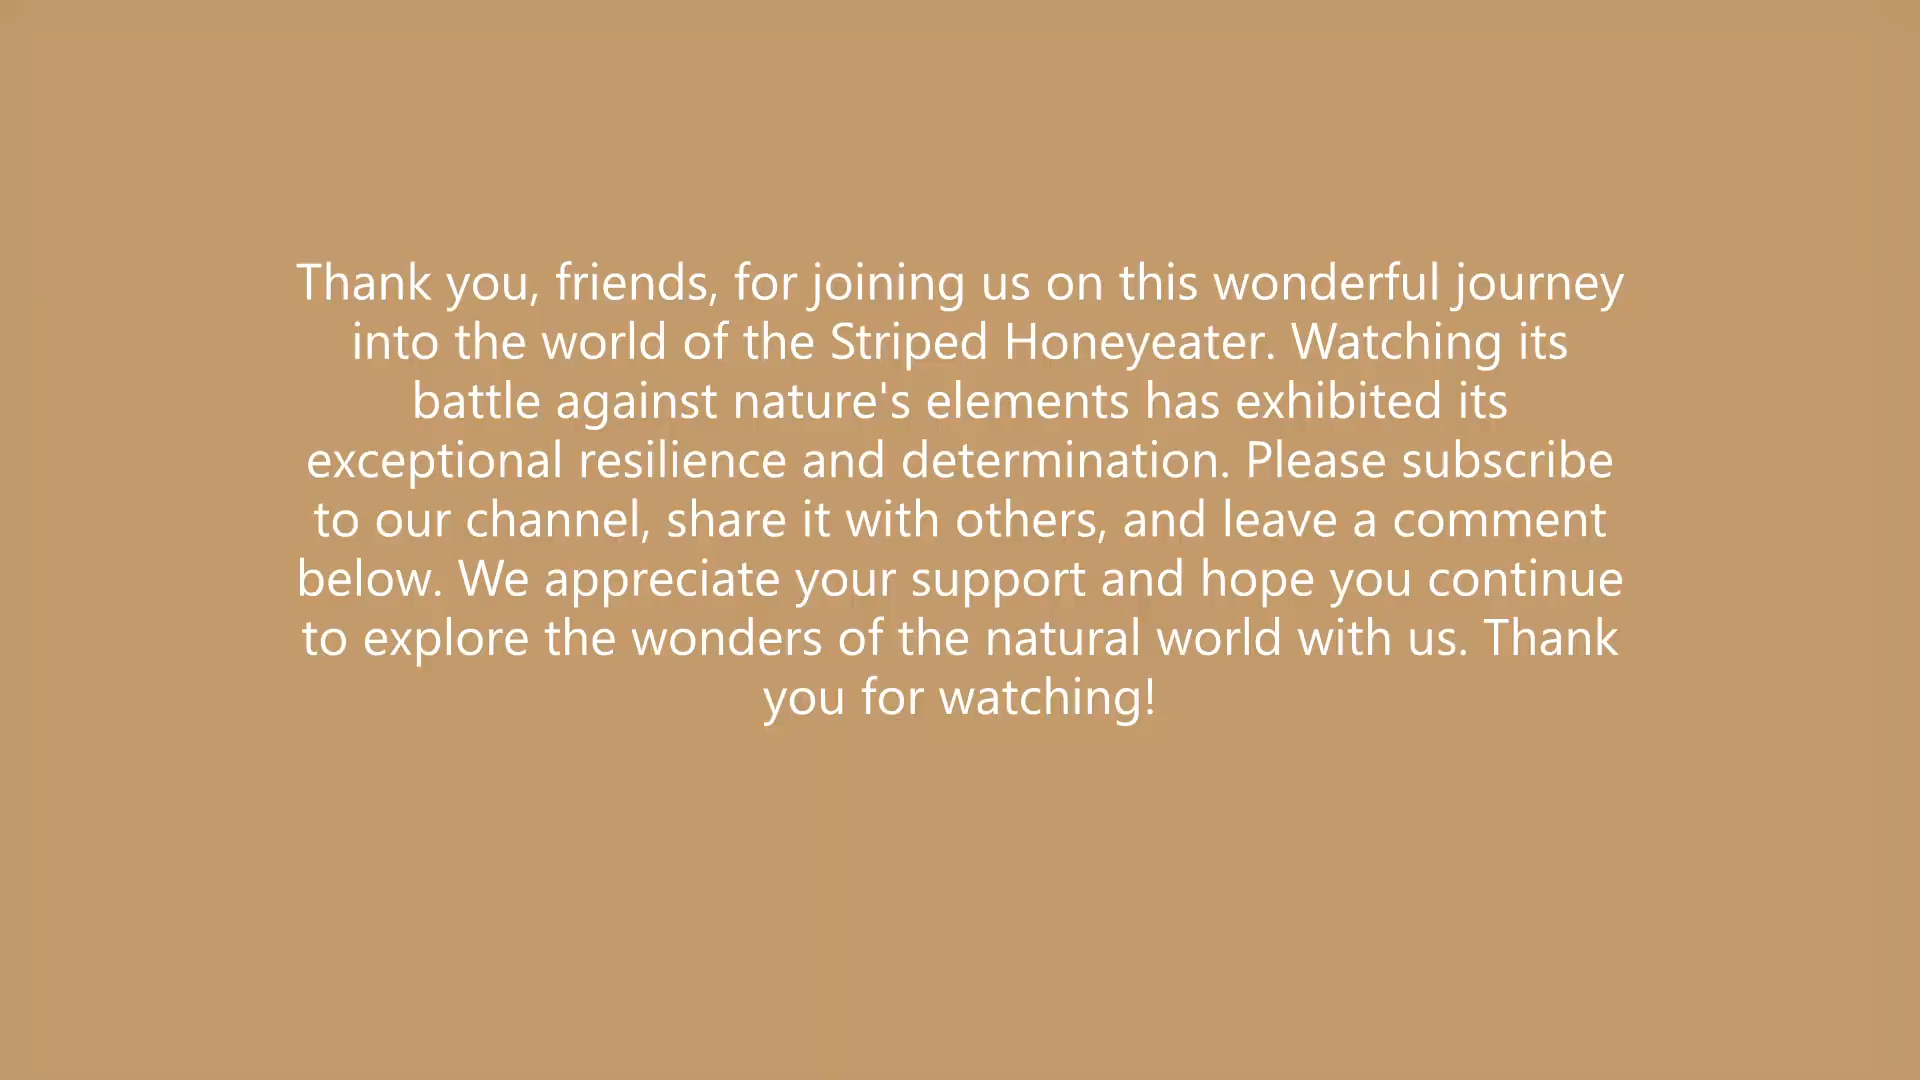 Thank you, friends, for joining us on this wonderful journey
into the world of the Striped Honeyeater. Watching its
battle against nature's elements has exhibited its
exceptional resilience and determination. Please subscribe
to our channel, share it with others, and leave a comment
below. We appreciate your support and hope you continue
to explore the wonders of the natural world with us. Thank
you for watching!